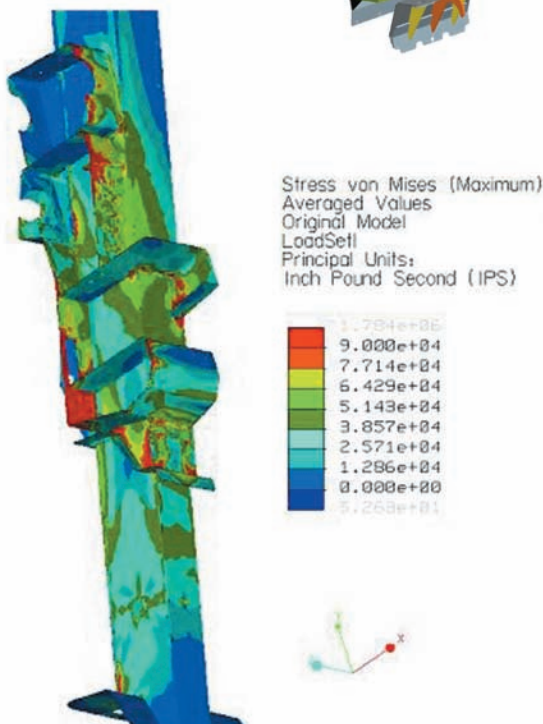 Stress von Mises (Maximum)
Averaged Values
Original Model
LoadSetl
Principal Units:
Inch Pound Second (IPS)
1.784e+06
9.000e+04
7.714e+04
6.429e+04
5.143e+04
3.857e+04
2.571e+04
1.286e+04
0.000e+00
5.268e+01
x